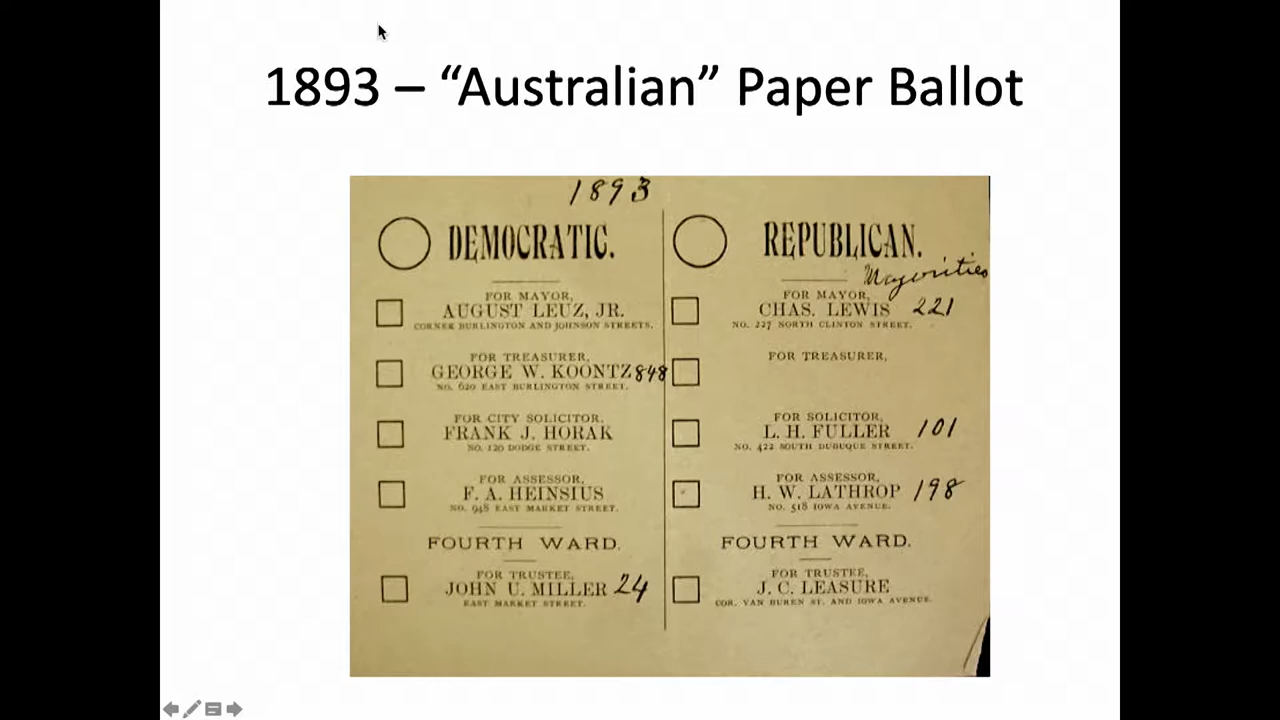 1893 – “Australian” Paper Ballot
1893
DEMOCRATIC.
FOR MAYOR,
AUGUST LEUZ, JR.
CORNER BURLINGTON AND JOHNSON STREETS.
FOR TREASURER,
GEORGE W. KOONTZ 848
NO. 620 EAST BURLINGTON STREET.
FOR CITY SOLICITOR,
FRANK J. HORAK
NO. 120 DODGE STREET.
FOR ASSESSOR,
F. A. HEINSIUS
NO. 948 EAST MARKET STREET.
FOURTH WARD.
FOR TRUSTEE,
JOHN U. MILLER 24
EAST MARKET STREET.
REPUBLICAN.
Majorities
FOR MAYOR,
CHAS. LEWIS 221
NO. 227 NORTH CLINTON STREET.
FOR TREASURER,
FOR SOLICITOR,
L. H. FULLER 101
NO. 422 SOUTH DUBUQUE STREET.
FOR ASSESSOR,
H. W. LATHROP 198
NO. 518 IOWA AVENUE.
FOURTH WARD.
FOR TRUSTEE,
J. C. LEASURE
COR. VAN BUREN ST. AND IOWA AVENUE.